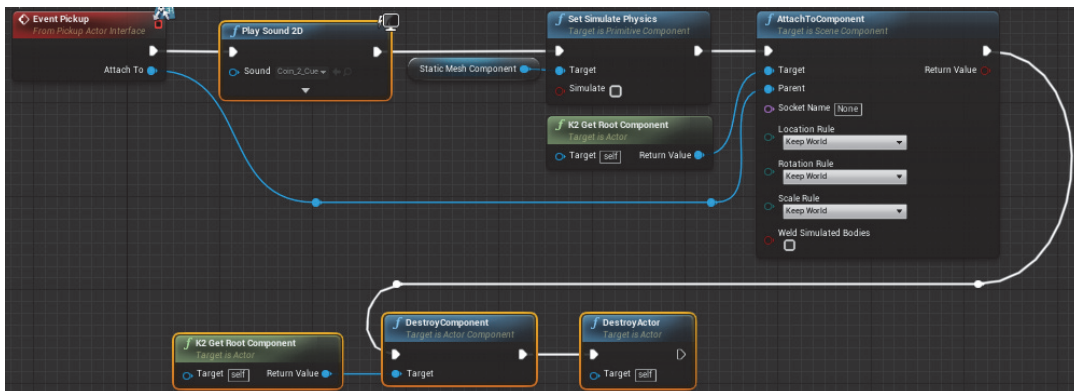 Event Pickup
From Pickup Actor Interface
Attach To
Play Sound 2D
Sound Coin_2_Cue
Static Mesh Component
Set Simulate Physics
Target is Primitive Component
Target
Simulate
K2 Get Root Component
Target is Actor
Target self Return Value
AttachToComponent
Target is Scene Component
Target Return Value
Parent
Socket Name None
Location Rule
Keep World
Rotation Rule
Keep World
Scale Rule
Keep World
Weld Simulated Bodies
K2 Get Root Component
Target is Actor
Target self Return Value
DestroyComponent
Target is Actor Component
Target
DestroyActor
Target is Actor
Target self